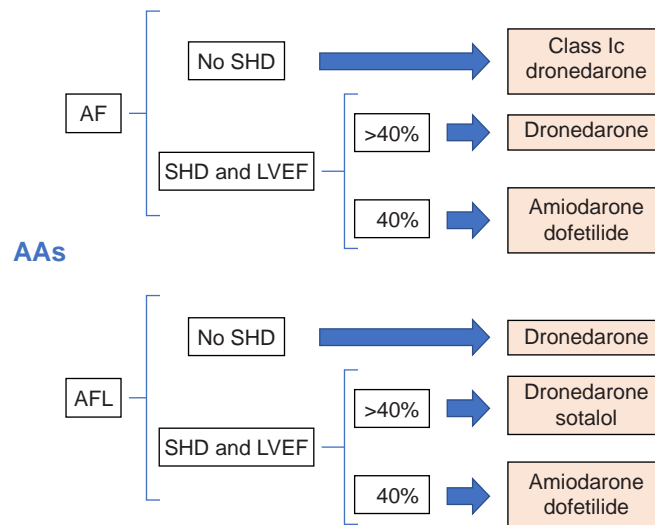 No SHD
Class Ic
dronedarone
AF
>40%
Dronedarone
SHD and LVEF
40%
Amiodarone
dofetilide
AAs
No SHD
Dronedarone
AFL
>40%
Dronedarone
sotalol
SHD and LVEF
40%
Amiodarone
dofetilide